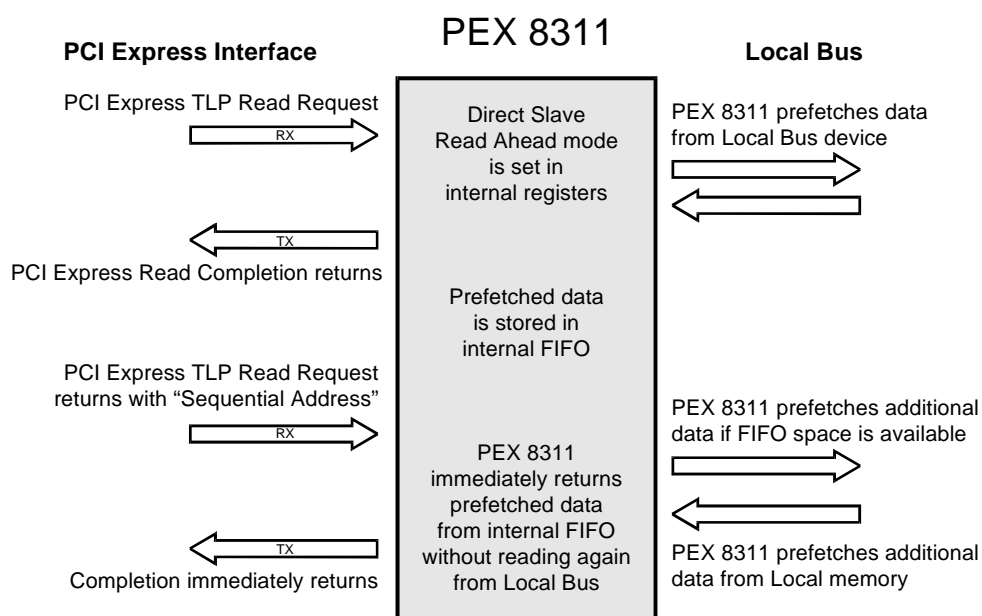 PEX 8311
PCI Express Interface
Local Bus
PCI Express TLP Read Request
RX
TX
PCI Express Read Completion returns
PCI Express TLP Read Request
returns with “Sequential Address”
RX
TX
Completion immediately returns
Direct Slave
Read Ahead mode
is set in
internal registers
Prefetched data
is stored in
internal FIFO
PEX 8311
immediately returns
prefetched data
from internal FIFO
without reading again
from Local Bus
PEX 8311 prefetches data
from Local Bus device
PEX 8311 prefetches additional
data if FIFO space is available
PEX 8311 prefetches additional
data from Local memory